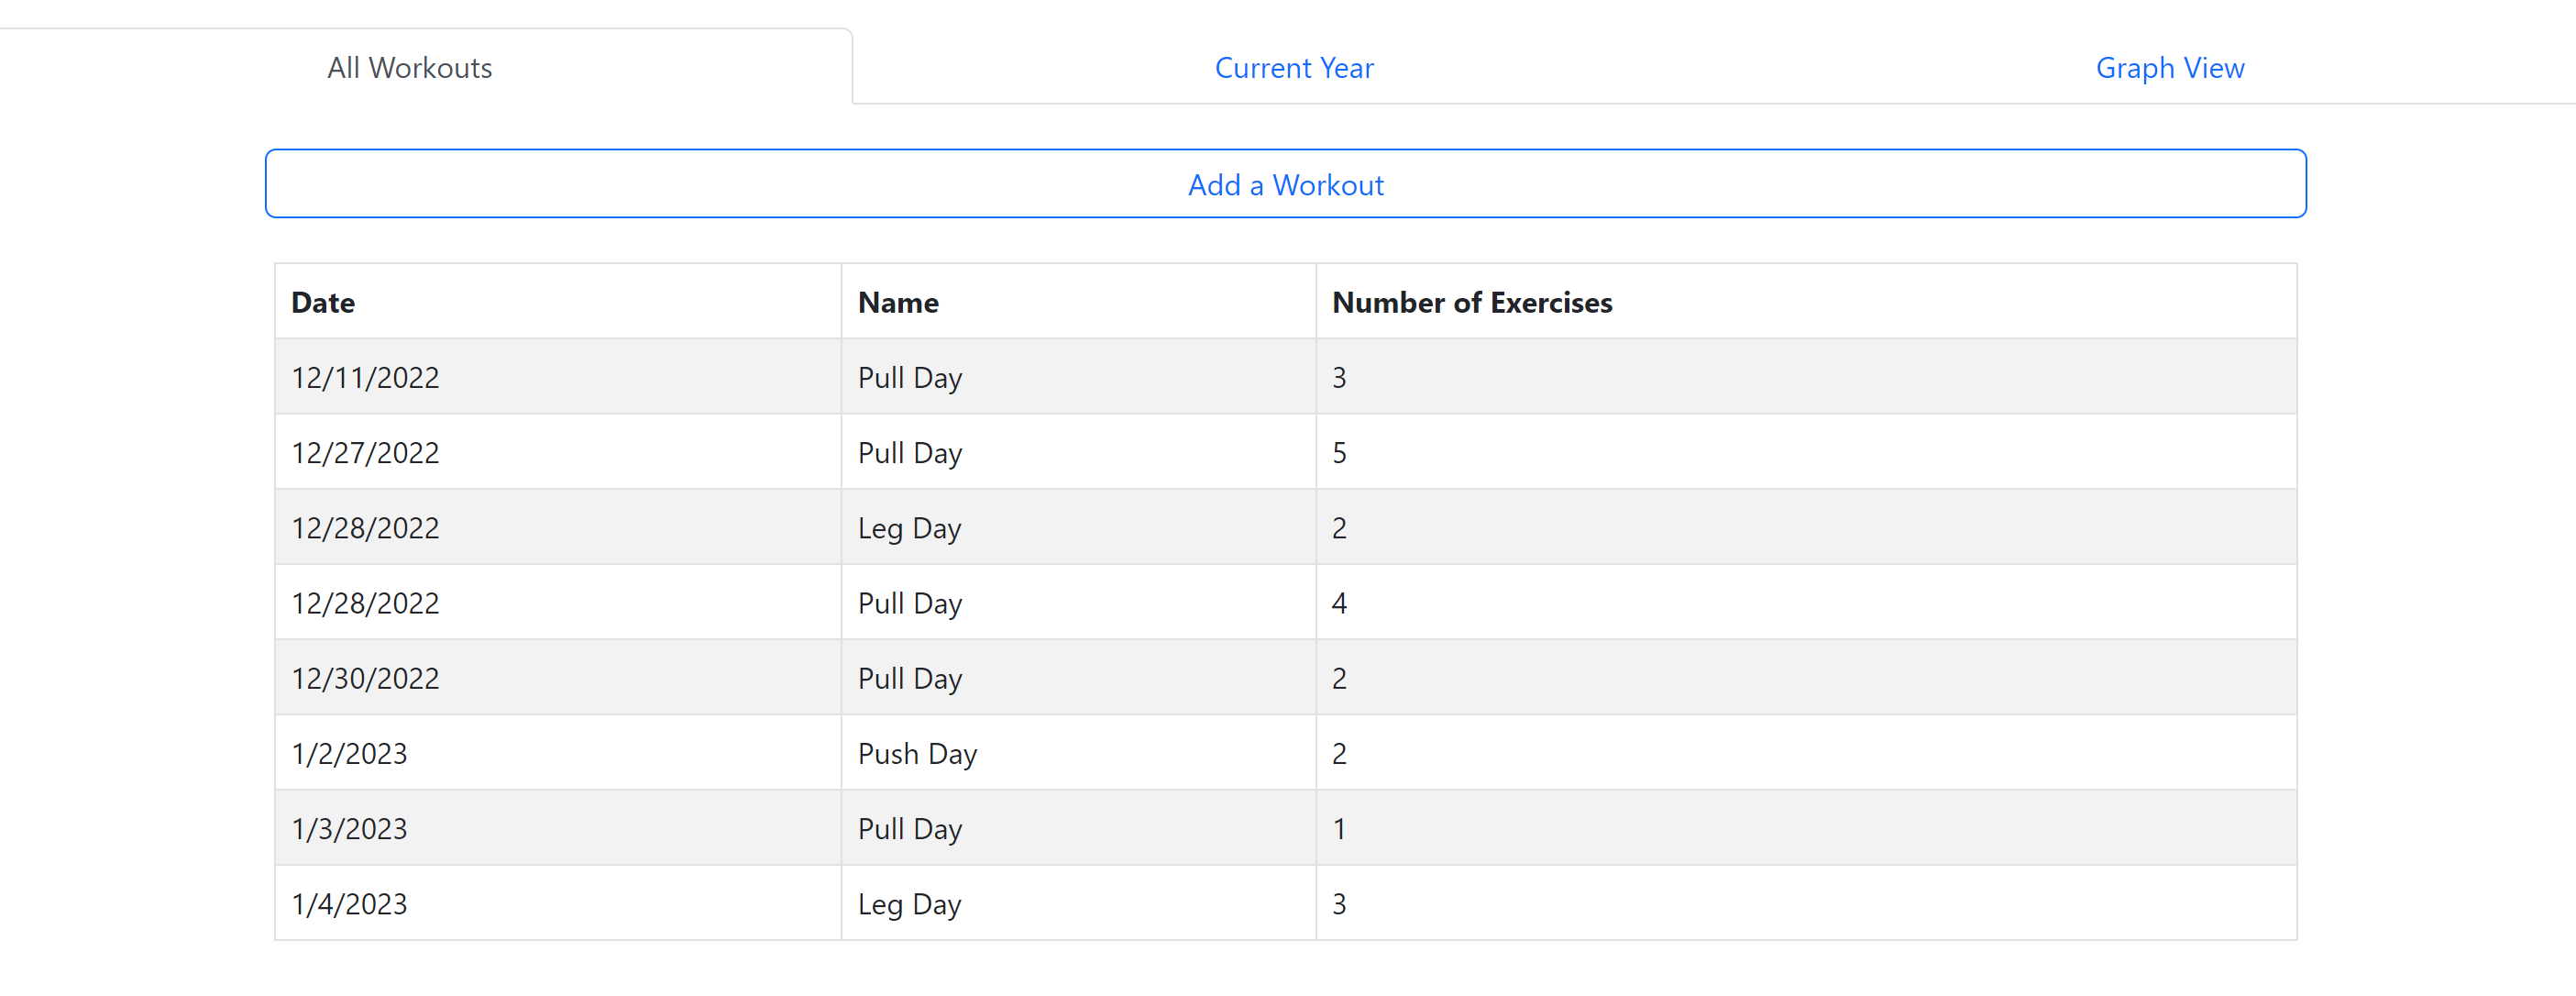 All Workouts Current Year Graph View
Add a Workout
Date Name Number of Exercises
12/11/2022 Pull Day 3
12/27/2022 Pull Day 5
12/28/2022 Leg Day 2
12/28/2022 Pull Day 4
12/30/2022 Pull Day 2
1/2/2023 Push Day 2
1/3/2023 Pull Day 1
1/4/2023 Leg Day 3